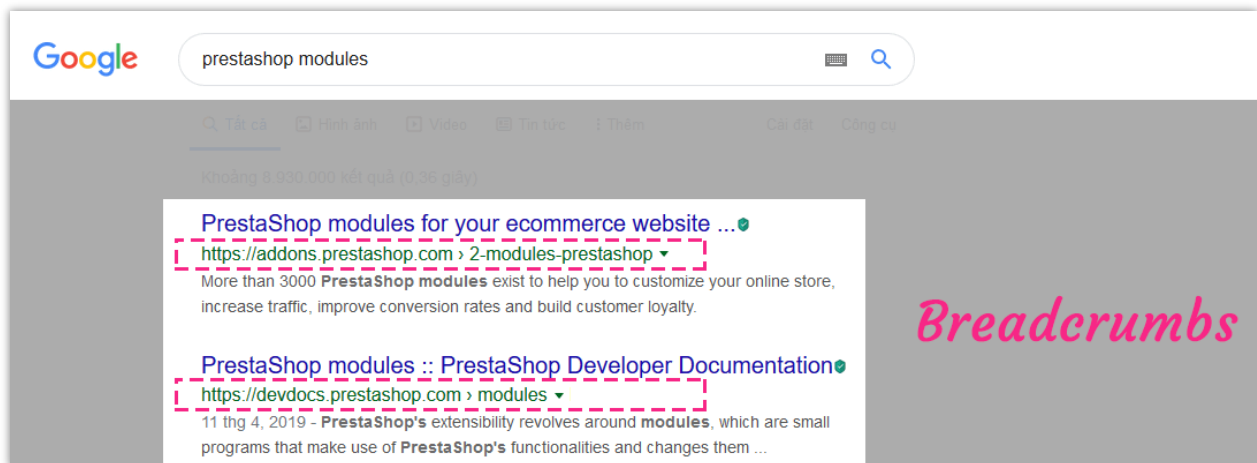 Google
prestashop modules
Tất cả Hình ảnh Video Tin tức Thêm Cài đặt Công cụ
Khoảng 8.930.000 kết quả (0,36 giây)
PrestaShop modules for your ecommerce website ...
https://addons.prestashop.com › 2-modules-prestashop
More than 3000 PrestaShop modules exist to help you to customize your online store,
increase traffic, improve conversion rates and build customer loyalty.
Breadcrumbs
PrestaShop modules :: PrestaShop Developer Documentation
https://devdocs.prestashop.com › modules
11 thg 4, 2019 - PrestaShop's extensibility revolves around modules, which are small
programs that make use of PrestaShop's functionalities and changes them ...